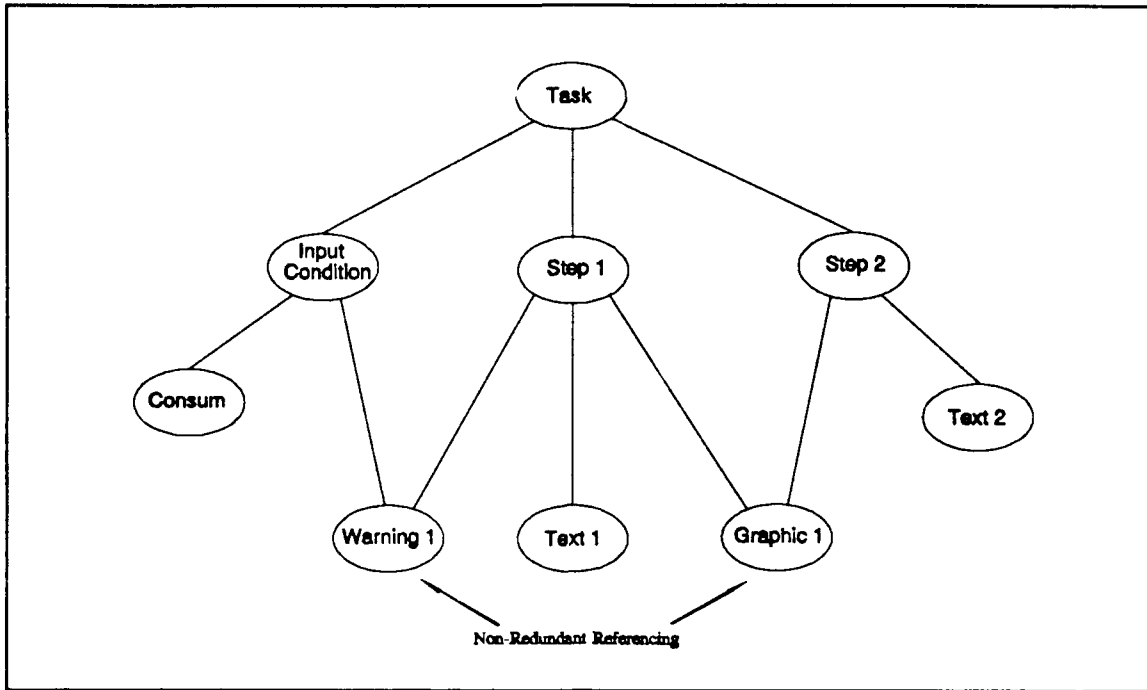 Task
Input
Condition
Step 1
Step 2
Consum
Text 2
Warning 1
Text 1
Graphic 1
Non-Redundant Referencing